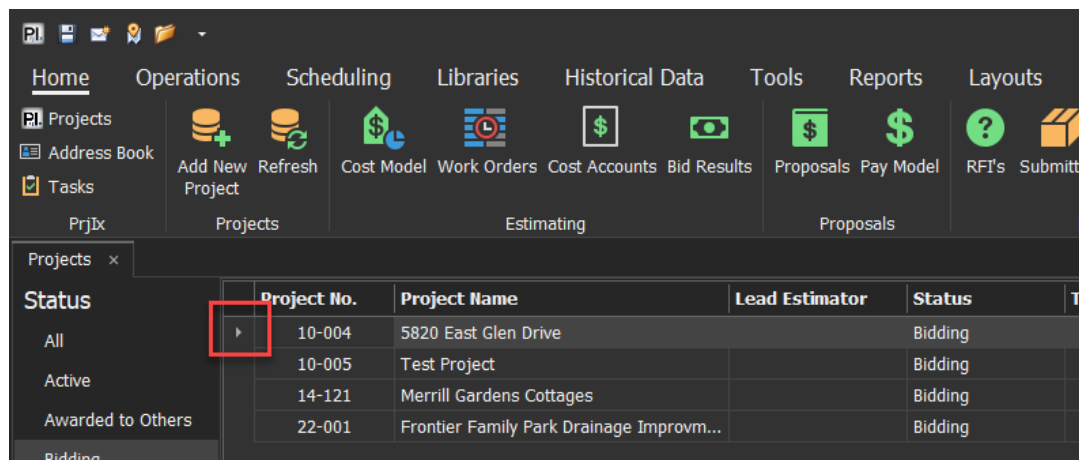 PI.
Home Operations Scheduling Libraries Historical Data Tools Reports Layouts
PI. Projects
Address Book
Tasks
Add New Project
Refresh
Cost Model Work Orders Cost Accounts Bid Results
Proposals Pay Model
RFI's Submitt
PrjIx Projects Estimating Proposals
Projects ×
Status
All
Active
Awarded to Others
Bidding
Project No. Project Name Lead Estimator Status T
10-004 5820 East Glen Drive Bidding
10-005 Test Project Bidding
14-121 Merrill Gardens Cottages Bidding
22-001 Frontier Family Park Drainage Improvm... Bidding